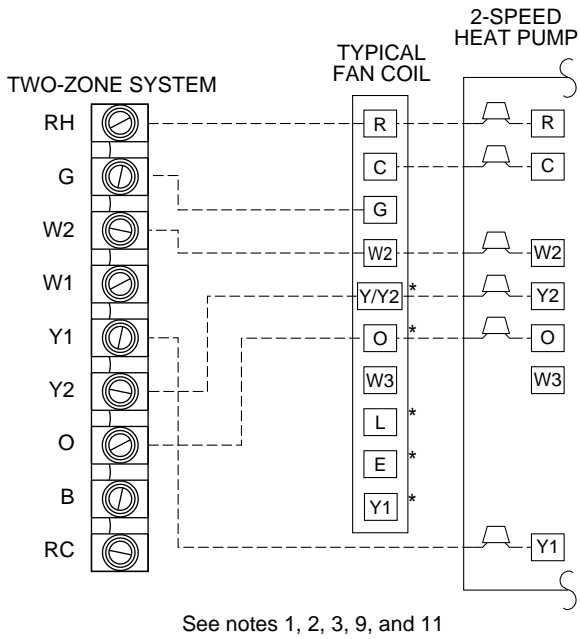 2-SPEED
HEAT PUMP
TYPICAL
FAN COIL
TWO-ZONE SYSTEM
RH
G
W2
W1
Y1
Y2
O
B
RC
R
C
G
W2
Y/Y2 *
O *
W3
L *
E *
Y1 *
R
C
W2
Y2
O
W3
Y1
See notes 1, 2, 3, 9, and 11